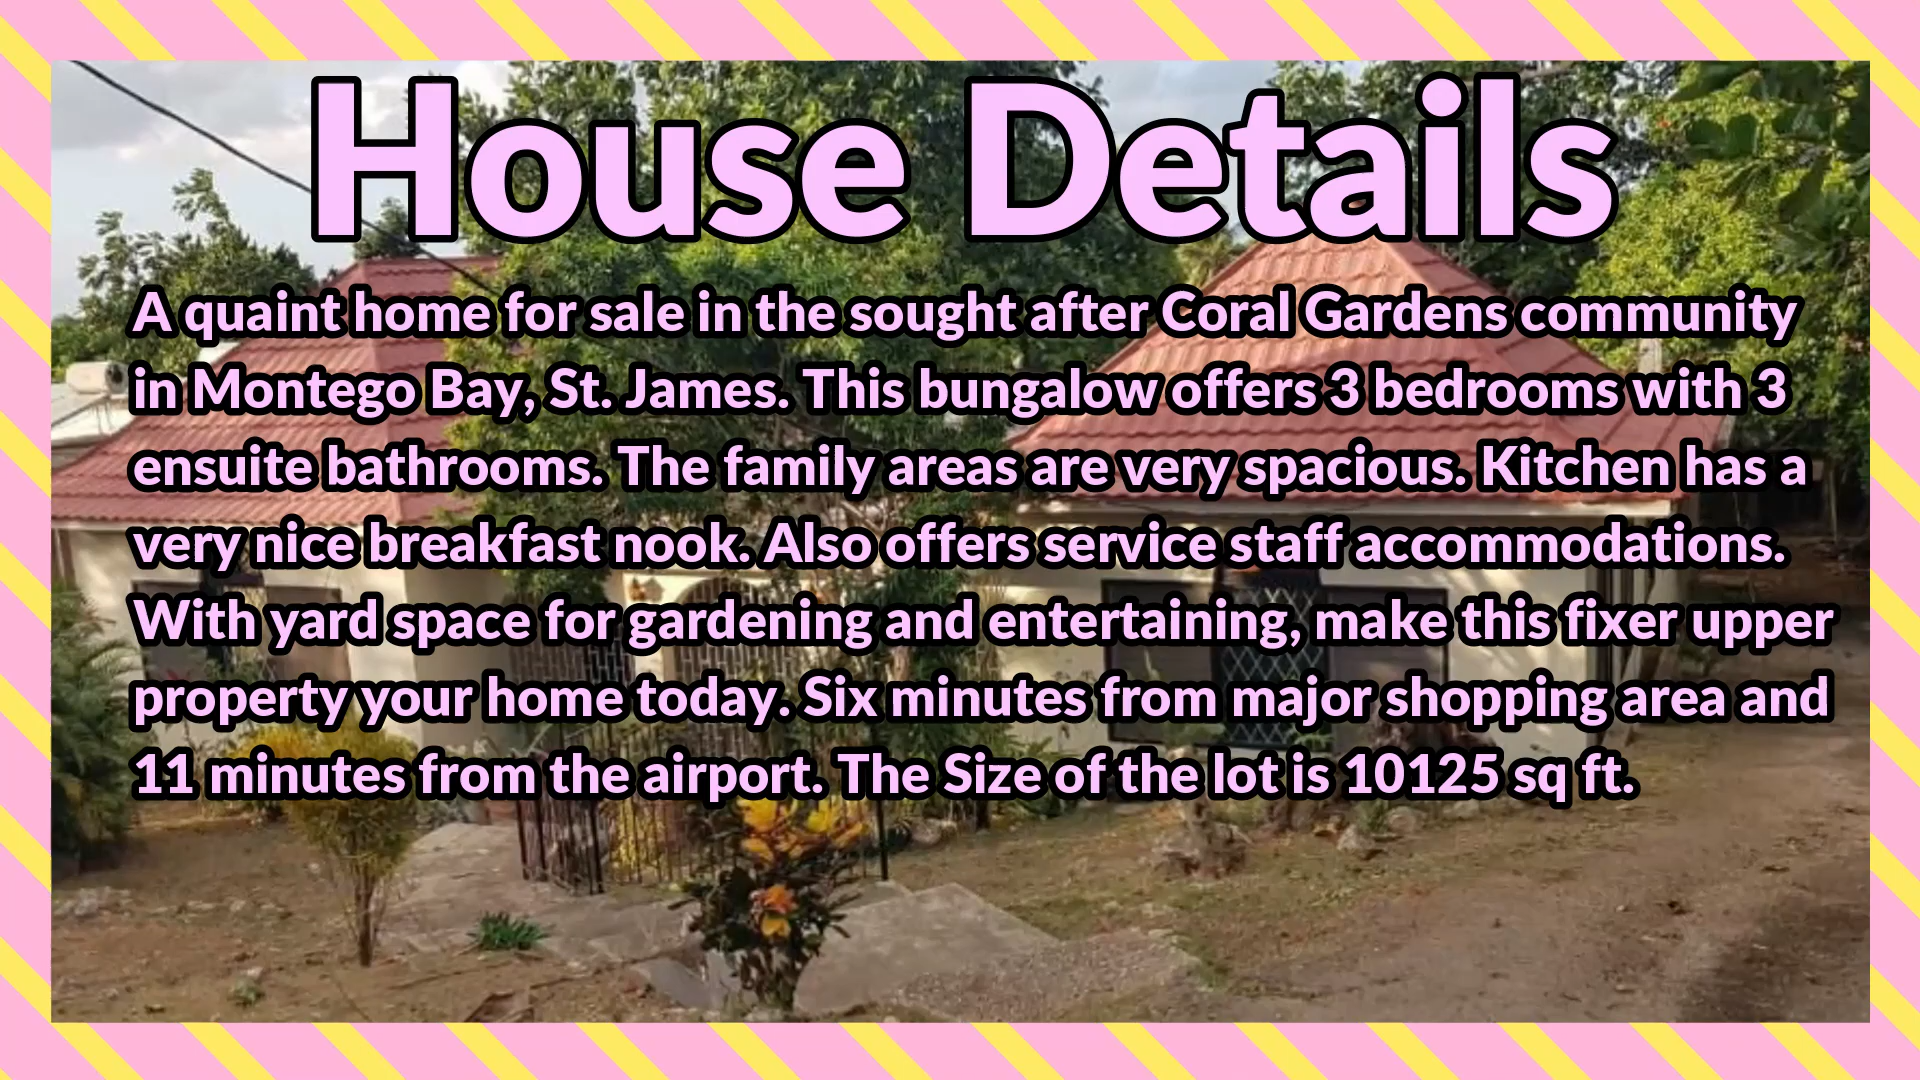 House Details
A quaint home for sale in the sought after Coral Gardens community
in Montego Bay, St. James. This bungalow offers 3 bedrooms with 3
ensuite bathrooms. The family areas are very spacious. Kitchen has a
very nice breakfast nook. Also offers service staff accommodations.
With yard space for gardening and entertaining, make this fixer upper
property your home today. Six minutes from major shopping area and
11 minutes from the airport. The Size of the lot is 10125 sq ft.